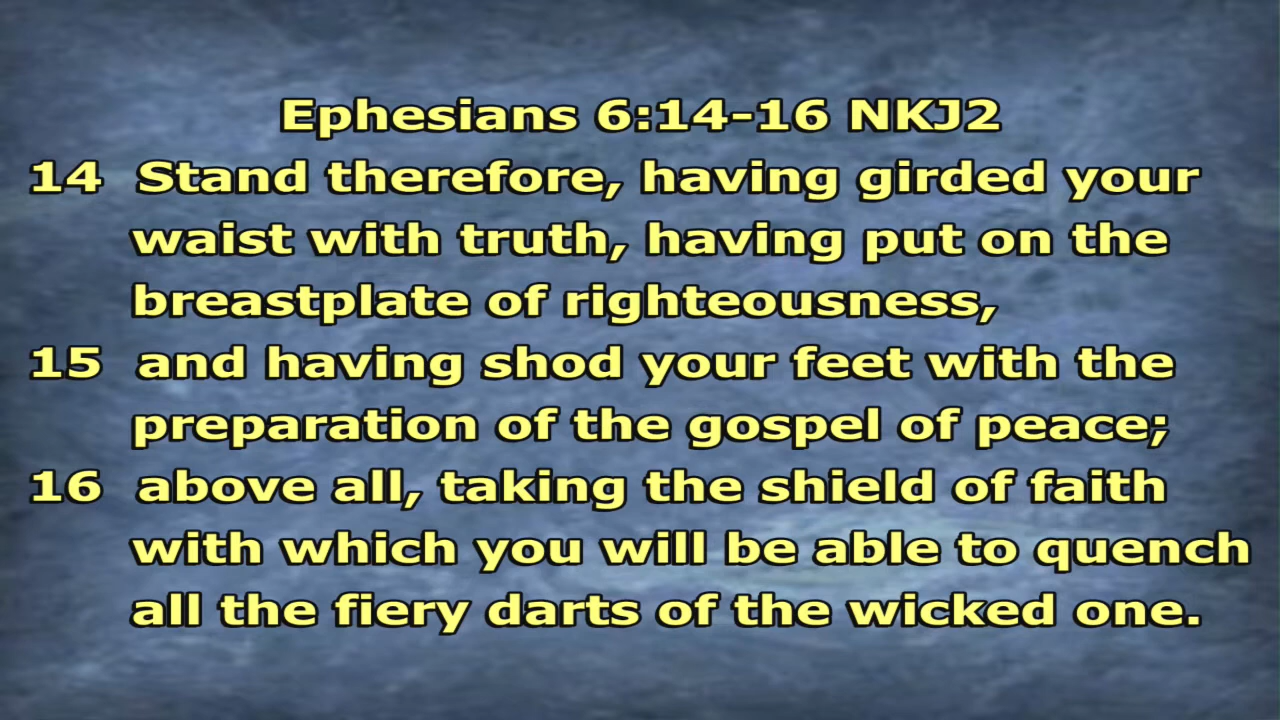 Ephesians 6:14-16 NKJ2
14 Stand therefore, having girded your
waist with truth, having put on the
breastplate of righteousness,
15 and having shod your feet with the
preparation of the gospel of peace;
16 above all, taking the shield of faith
with which you will be able to quench
all the fiery darts of the wicked one.